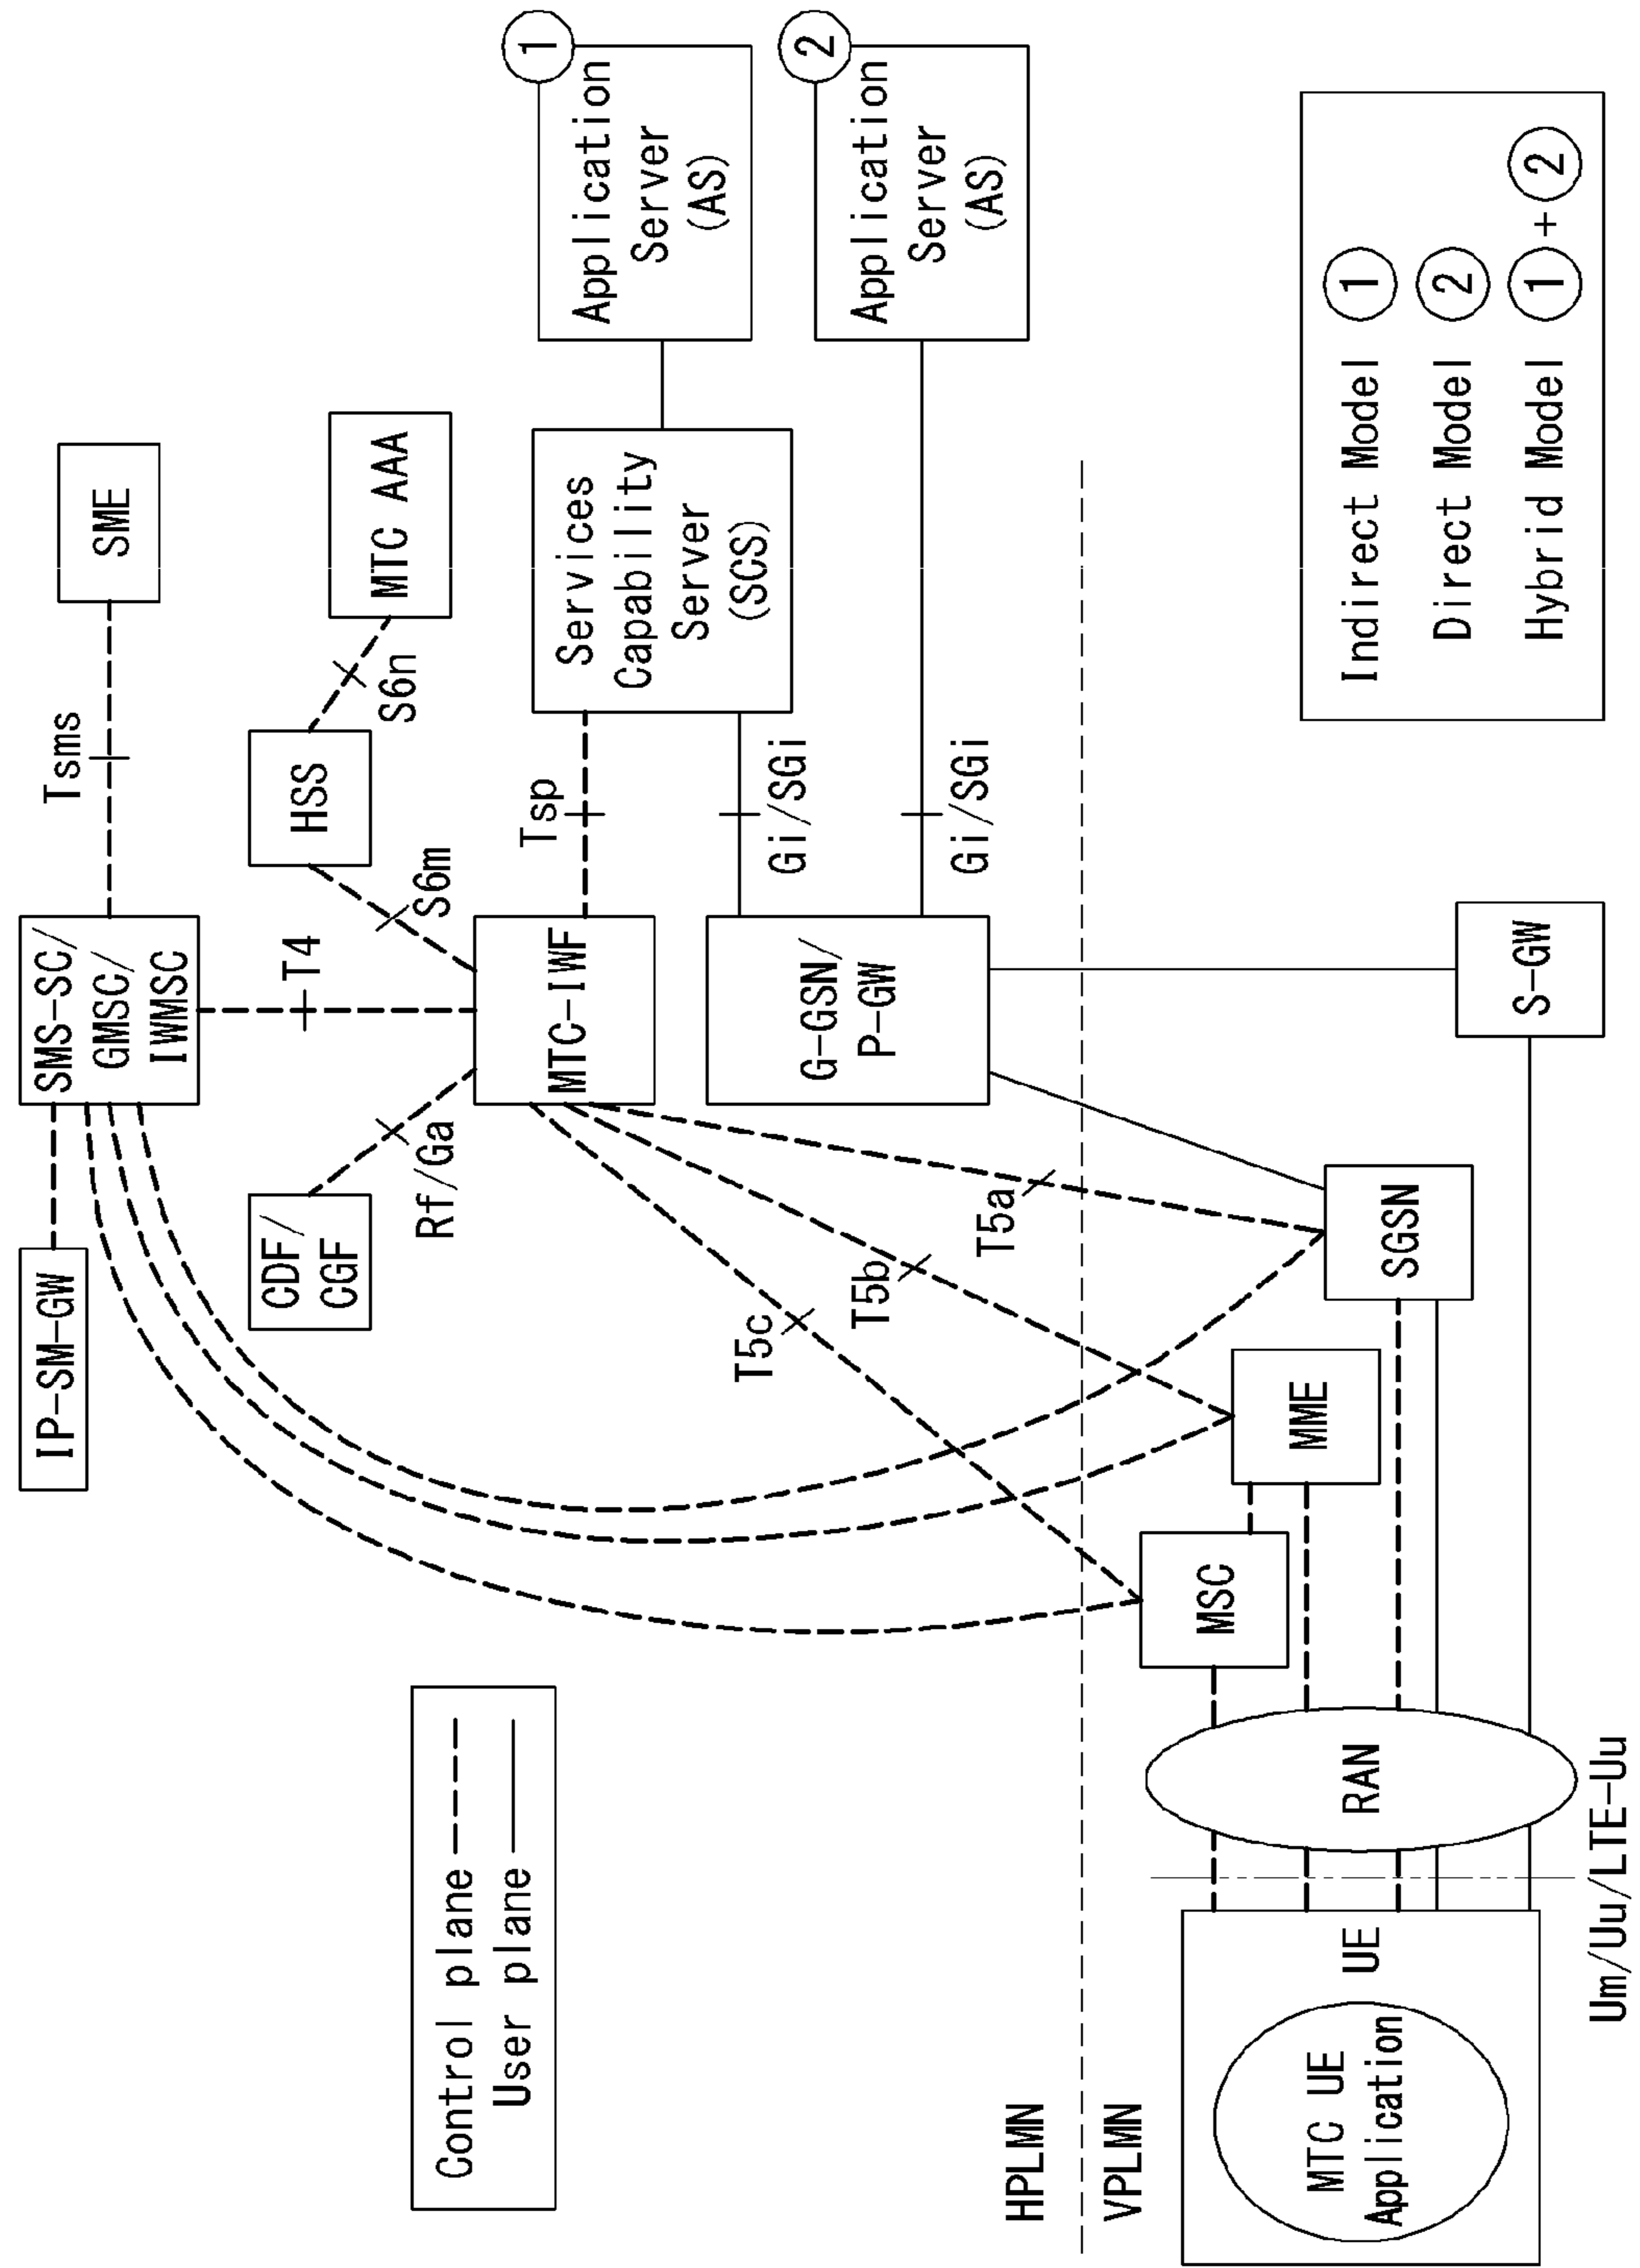 IP-SM-GW
SMS-SC/
GMSC/
IWMSC
Tsms
SME
CDF/
CGF
Rf/Ga
T4
HSS
S6m
S6n
MTC AAA
Control plane
User plane
MTC-IWF
Tsp
Services
Capability
Server
(SCS)
1
Application
Server
(AS)
T5c
T5b
T5a
G-GSN/
P-GW
Gi/SGi
Gi/SGi
2
Application
Server
(AS)
HPLMN
VPLMN
MTC UE
Application
UE
RAN
MSC
MME
SGSN
S-GW
Um/Uu/LTE-Uu
Indirect Model 1
Direct Model 2
Hybrid Model 1+2